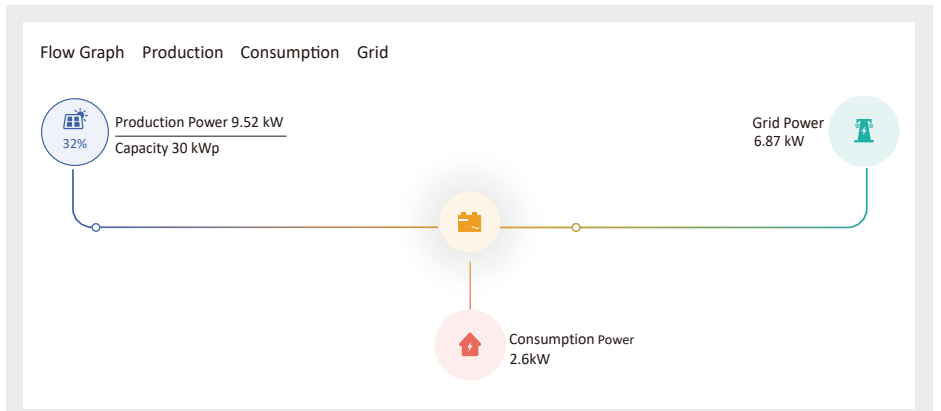 Flow Graph Production Consumption Grid
32%
Production Power 9.52 kW
Capacity 30 kWp
Grid Power
6.87 kW
Consumption Power
2.6kW